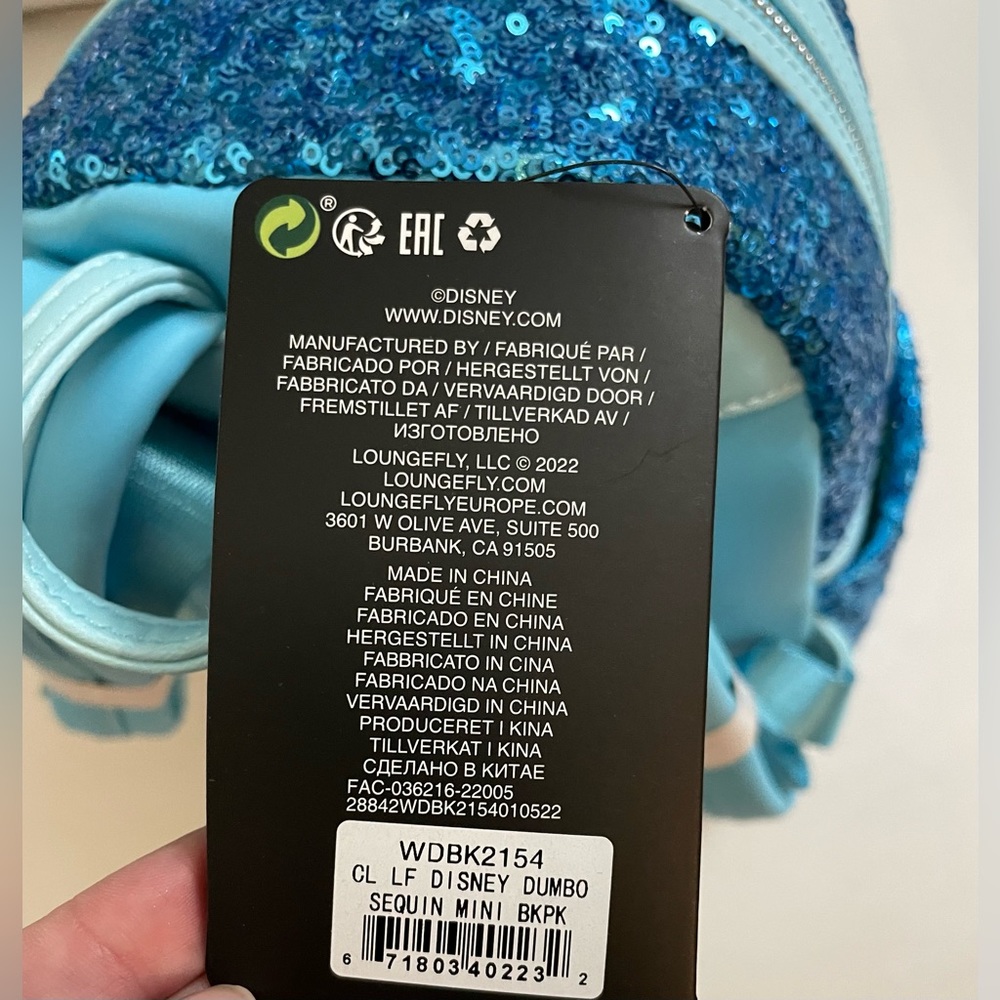 ® EAC
©DISNEY
WWW.DISNEY.COM
MANUFACTURED BY / FABRIQUÉ PAR /
FABRICADO POR / HERGESTELLT VON /
FABBRICATO DA / VERVAARDIGD DOOR /
FREMSTILLET AF / TILLVERKAD AV /
ИЗГОТОВЛЕНО
LOUNGEFLY, LLC © 2022
LOUNGEFLY.COM
LOUNGEFLYEUROPE.COM
3601 W OLIVE AVE, SUITE 500
BURBANK, CA 91505
MADE IN CHINA
FABRIQUÉ EN CHINE
FABRICADO EN CHINA
HERGESTELLT IN CHINA
FABBRICATO IN CINA
FABRICADO NA CHINA
VERVAARDIGD IN CHINA
PRODUCERET I KINA
TILLVERKAT I KINA
СДЕЛАНО В КИТАЕ
FAC-036216-22005
28842WDBK2154010522
WDBK2154
CL LF DISNEY DUMBO
SEQUIN MINI BKPK
6 71803 40223 2